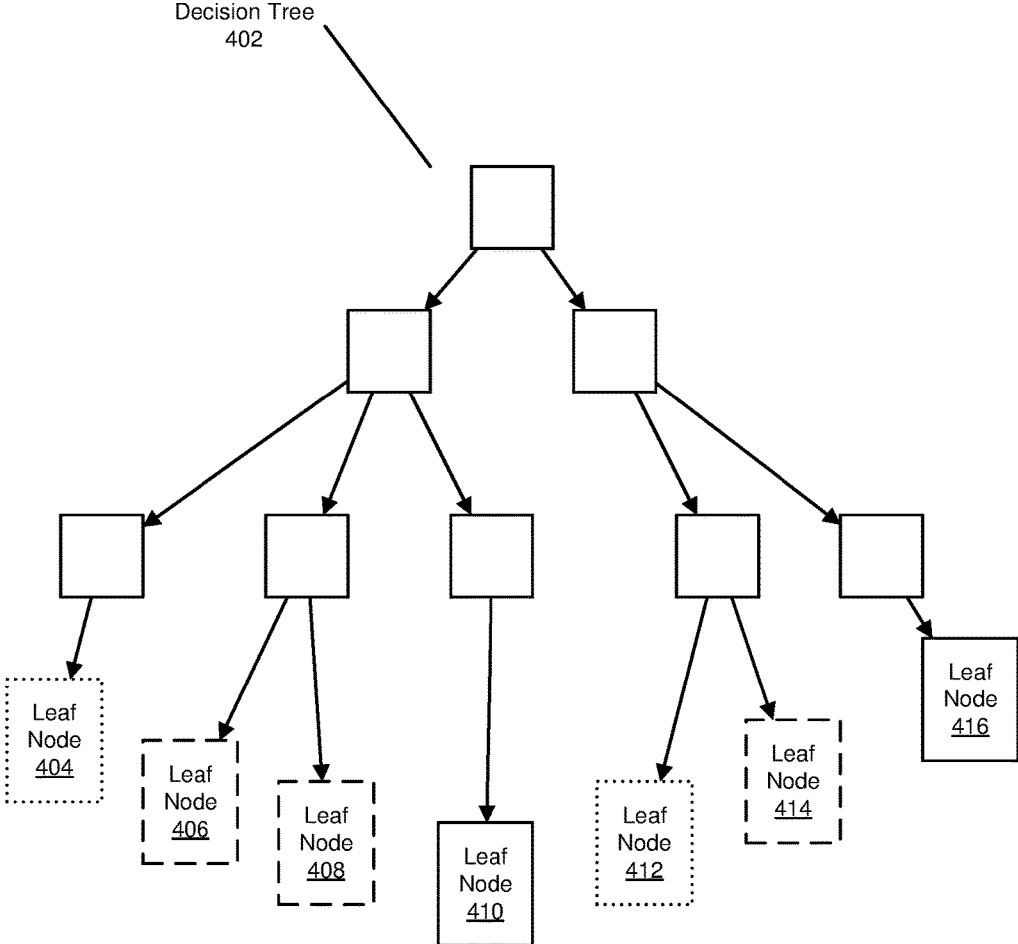 Decision Tree
402
Leaf
Node
404
Leaf
Node
406
Leaf
Node
408
Leaf
Node
410
Leaf
Node
412
Leaf
Node
414
Leaf
Node
416